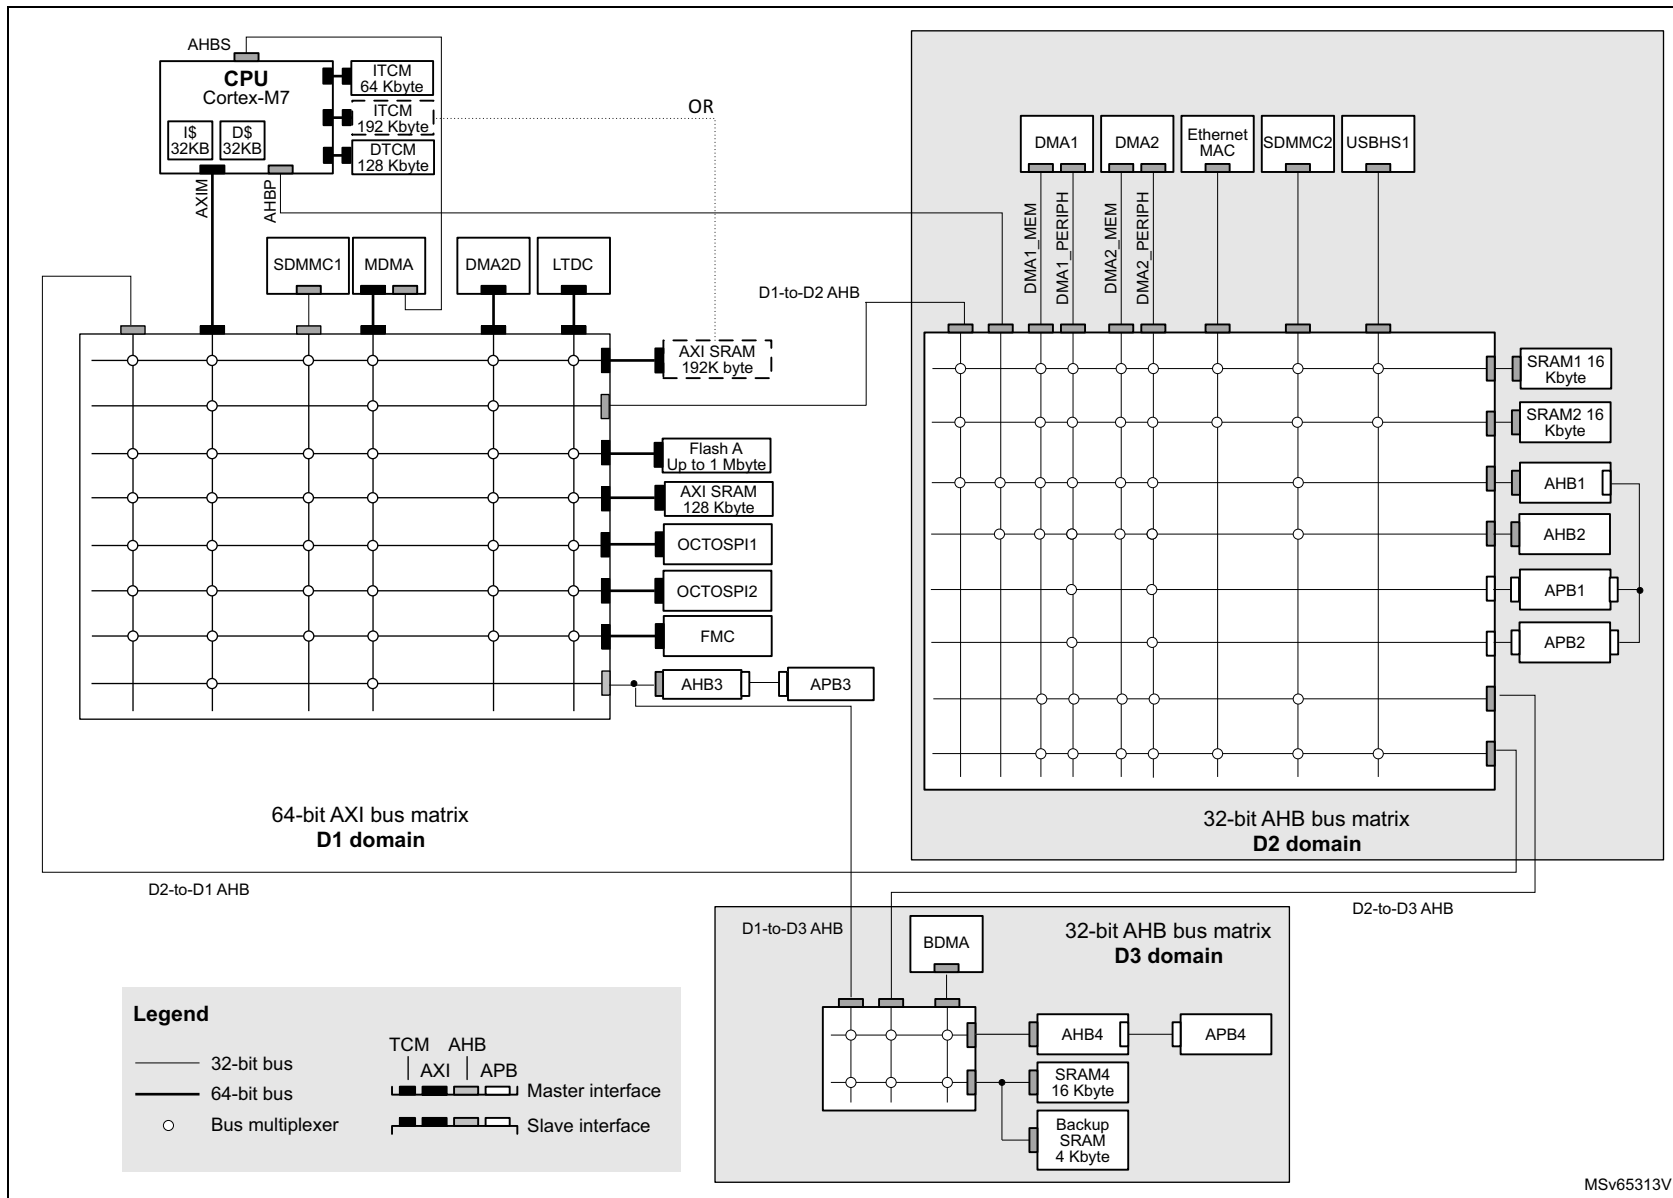 AHBS
CPU
Cortex-M7
I$
32KB
D$
32KB
ITCM
64 Kbyte
ITCM
192 Kbyte
DTCM
128 Kbyte
OR
AXIM
AHBP
SDMMC1
MDMA
DMA2D
LTDC
D1-to-D2 AHB
AXI SRAM
192K byte
Flash A
Up to 1 Mbyte
AXI SRAM
128 Kbyte
OCTOSPI1
OCTOSPI2
FMC
AHB3
APB3
64-bit AXI bus matrix
D1 domain
DMA1
DMA2
Ethernet
MAC
SDMMC2
USBHS1
DMA1_MEM
DMA1_PERIPH
DMA2_MEM
DMA2_PERIPH
SRAM1 16
Kbyte
SRAM2 16
Kbyte
AHB1
AHB2
APB1
APB2
32-bit AHB bus matrix
D2 domain
D2-to-D1 AHB
D2-to-D3 AHB
D1-to-D3 AHB
BDMA
32-bit AHB bus matrix
D3 domain
AHB4
APB4
SRAM4
16 Kbyte
Backup
SRAM
4 Kbyte
Legend
32-bit bus
64-bit bus
Bus multiplexer
TCM
AHB
AXI
APB
Master interface
Slave interface
MSv65313V